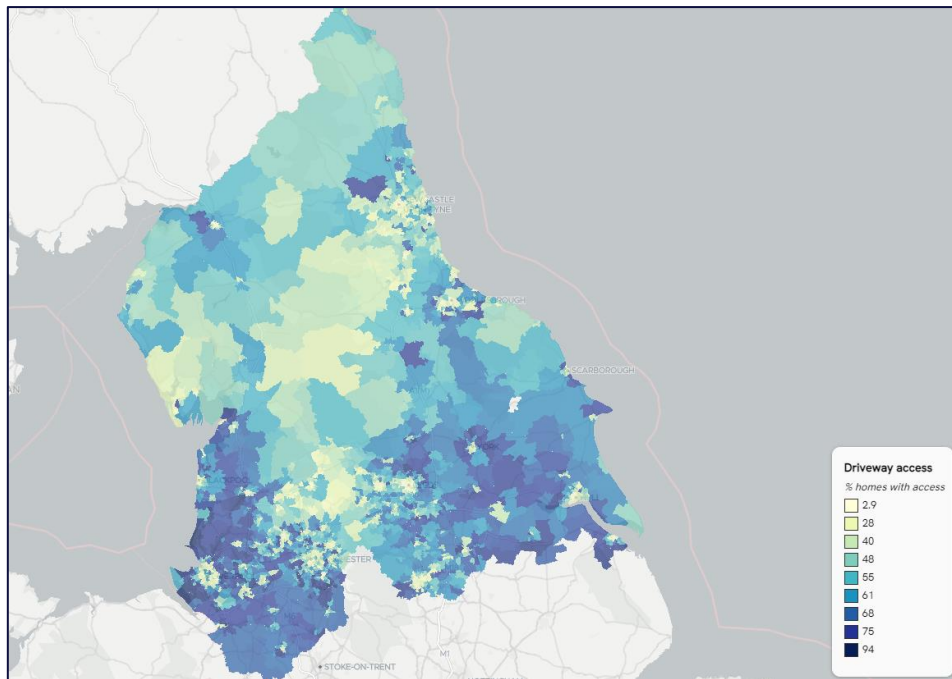 ASTLE
YNE
OROUGH
SCARBOROUGH
ESTER
STOKE-ON-TRENT
M1
Driveway access
% homes with access
2.9
28
40
48
55
61
68
75
94